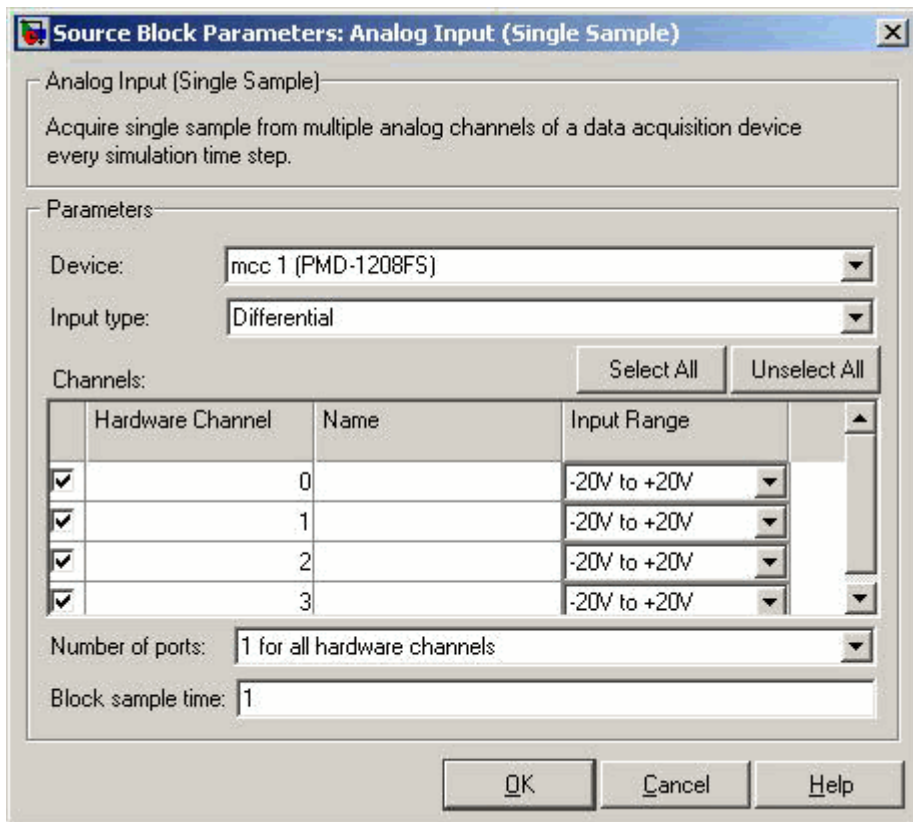 Source Block Parameters: Analog Input (Single Sample)
Analog Input (Single Sample)
Acquire single sample from multiple analog channels of a data acquisition device
every simulation time step.
Parameters
Device: mcc 1 (PMD-1208FS)
Input type: Differential
Channels: Select All Unselect All
Hardware Channel Name Input Range
0 -20V to +20V
1 -20V to +20V
2 -20V to +20V
3 -20V to +20V
Number of ports: 1 for all hardware channels
Block sample time: 1
OK Cancel Help